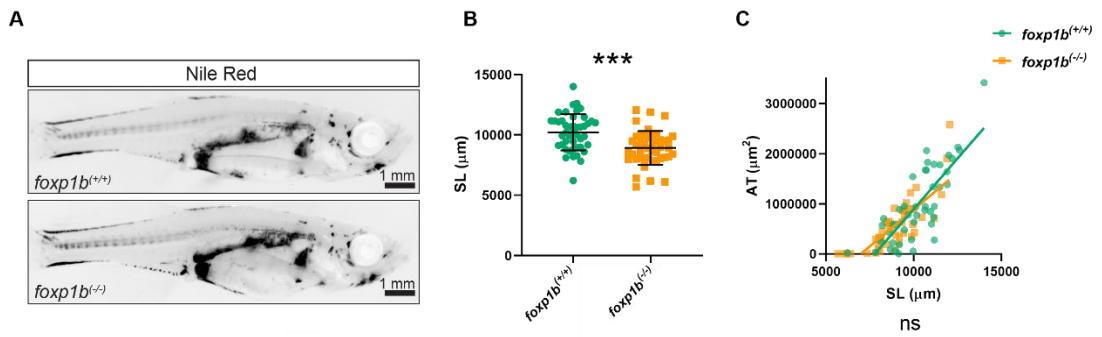 A
Nile Red
foxp1b(+/+)
1 mm
foxp1b(-/-)
1 mm
B
***
SL (μm)
15000
10000
5000
0
foxp1b(+/+)
foxp1b(-/-)
C
foxp1b(+/+)
foxp1b(-/-)
AT (μm²)
3000000
2000000
1000000
0
5000 10000 15000
SL (μm)
ns